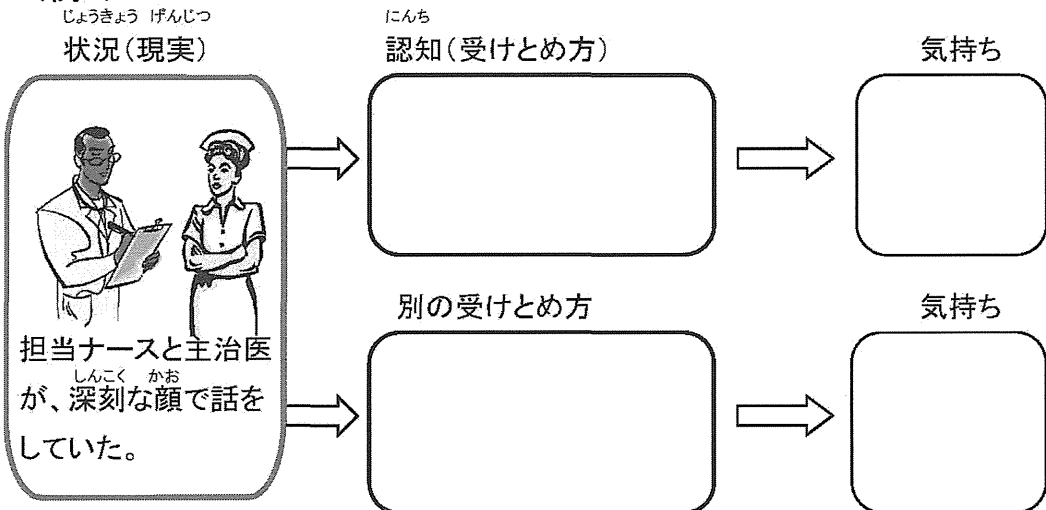 じょうきょう げんじつ
状況(現実)
にんち
認知(受けとめ方)
気持ち
担当ナースと主治医
しんこく かお
が、深刻な顔で話を
していた。
別の受けとめ方
気持ち